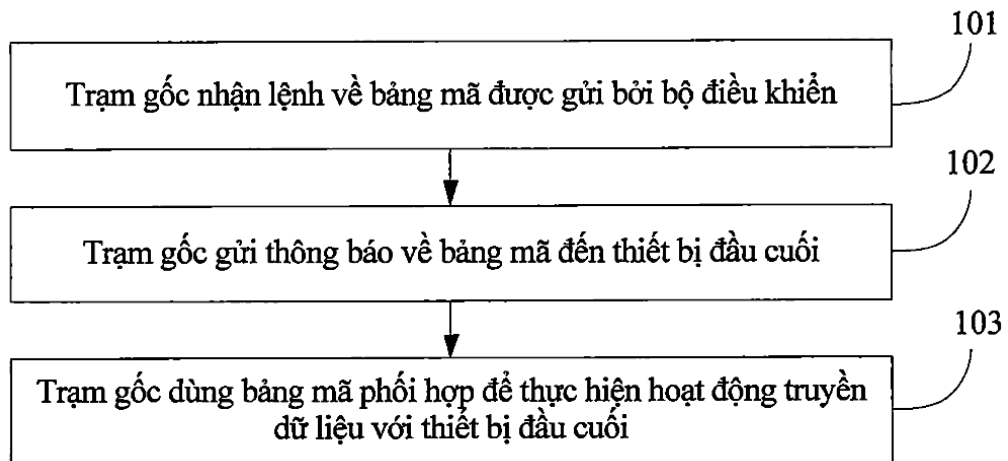 101
Trạm gốc nhận lệnh về bảng mã được gửi bởi bộ điều khiển
102
Trạm gốc gửi thông báo về bảng mã đến thiết bị đầu cuối
103
Trạm gốc dùng bảng mã phối hợp để thực hiện hoạt động truyền
dữ liệu với thiết bị đầu cuối